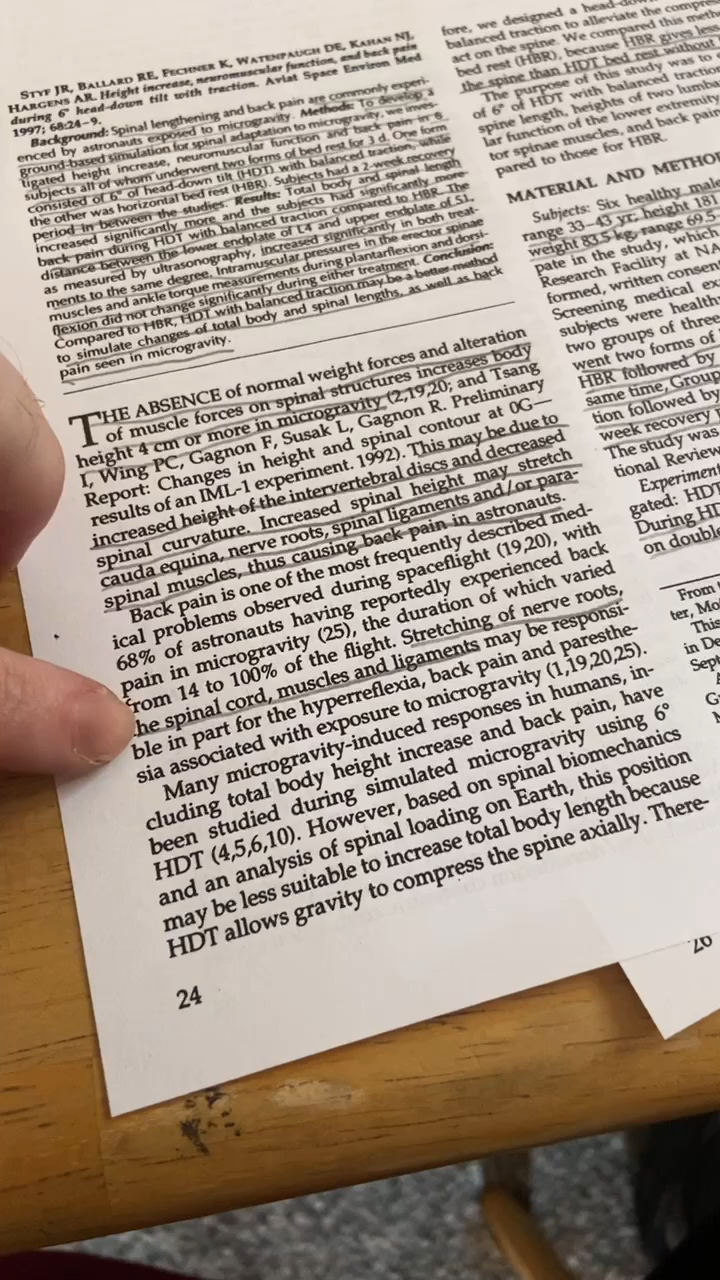 STYF JR, BALLARD RE, FECHNER K, WATENPAUGH DE, KAHAN NJ,
HARGENS AR. Height increase, neuromuscular function, and back pain
during 6° head-down tilt with traction. Aviat Space Environ Med
1997; 68:24-9.
Background: Spinal lengthening and back pain are commonly experi-
enced by astronauts exposed to microgravity. Methods: To develop a
ground-based simulation for spinal adaptation to microgravity, we inves-
tigated height increase, neuromuscular function and back pain in 6
subjects all of whom underwent two forms of bed rest for 3 d. One form
consisted of 6° of head-down tilt (HDT) with balanced traction, while
the other was horizontal bed rest (HBR). Subjects had a 2-week recovery
period in between the studies. Results: Total body and spinal length
increased significantly more and the subjects had significantly more
back pain during HDT with balanced traction compared to HBR. The
distance between the lower endplate of L4 and upper endplate of S1,
as measured by ultrasonography, increased significantly in both treat-
ments to the same degree. Intramuscular pressures in the erector spinae
muscles and ankle torque measurements during plantarflexion and dorsi-
flexion did not change significantly during either treatment. Conclusion:
Compared to HBR, HDT with balanced traction may be a better method
to simulate changes of total body and spinal lengths, as well as back
pain seen in microgravity.
THE ABSENCE of normal weight forces and alteration
of muscle forces on spinal structures increases body
height 4 cm or more in microgravity (2,19,20; and Tsang
I, Wing PC, Gagnon F, Susak L, Gagnon R. Preliminary
Report: Changes in height and spinal contour at 0G—
results of an IML-1 experiment. 1992). This may be due to
increased height of the intervertebral discs and decreased
spinal curvature. Increased spinal height may stretch
cauda equina, nerve roots, spinal ligaments and/or para-
spinal muscles, thus causing back pain in astronauts.
Back pain is one of the most frequently described med-
ical problems observed during spaceflight (19,20), with
68% of astronauts having reportedly experienced back
pain in microgravity (25), the duration of which varied
from 14 to 100% of the flight. Stretching of nerve roots,
the spinal cord, muscles and ligaments may be responsi-
ble in part for the hyperreflexia, back pain and paresthe-
sia associated with exposure to microgravity (1,19,20,25).
Many microgravity-induced responses in humans, in-
cluding total body height increase and back pain, have
been studied during simulated microgravity using 6°
HDT (4,5,6,10). However, based on spinal biomechanics
and an analysis of spinal loading on Earth, this position
may be less suitable to increase total body length because
HDT allows gravity to compress the spine axially. There-
24
fore, we designed a head-down
balanced traction to alleviate the compres
act on the spine. We compared this meth
bed rest (HBR), because HBR gives less
the spine than HDT bed rest without
The purpose of this study was to
of 6° of HDT with balanced traction
spine length, heights of two lumba
lar function of the lower extremity
tor spinae muscles, and back pain
pared to those for HBR.
MATERIAL AND METHO
Subjects: Six healthy male
range 33–43 yr; height 181
weight 83.5 kg, range 69.5
pate in the study, which
Research Facility at NA
formed, written consen
Screening medical ex
subjects were health
two groups of three
went two forms of
HBR followed by
same time, Group
tion followed by
week recovery p
The study was
tional Review
Experiment
gated: HDT
During HD
on double
From
ter, Mo
This
in De
Sept